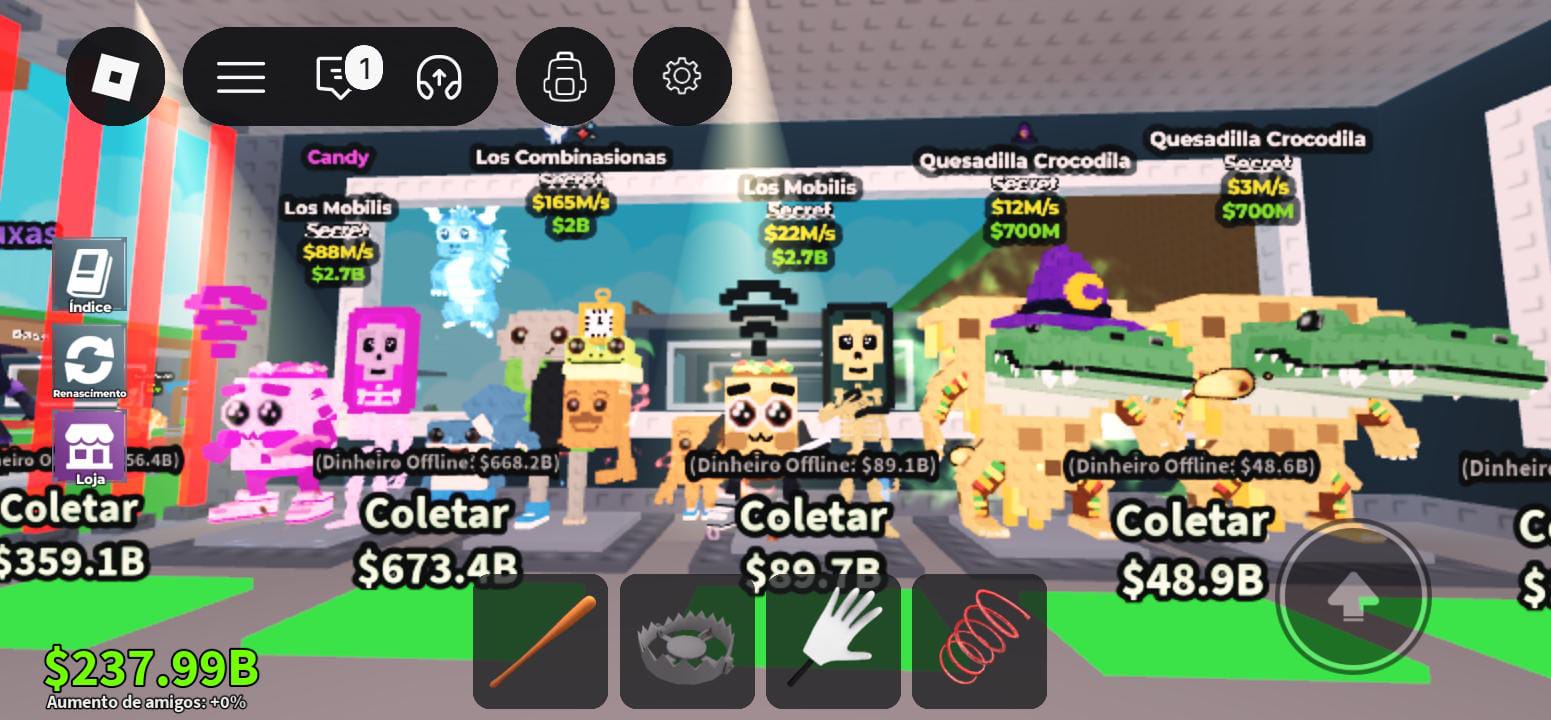 1
Candy
Los Mobilis
Secret
$88M/s
$2.7B
Los Combinasionas
Secret
$165M/s
$2B
Los Mobilis
Secret
$22M/s
$2.7B
Quesadilla Crocodila
Secret
$12M/s
$700M
Quesadilla Crocodila
Secret
$3M/s
$700M
Índice
Renascimento
Loja
56.4B)
(Dinheiro Offline: $668.2B)
(Dinheiro Offline: $89.1B)
(Dinheiro Offline: $48.6B)
(Dinheiro
Coletar
$359.1B
Coletar
$673.4B
Coletar
$89.7B
Coletar
$48.9B
$237.99B
Aumento de amigos: +0%